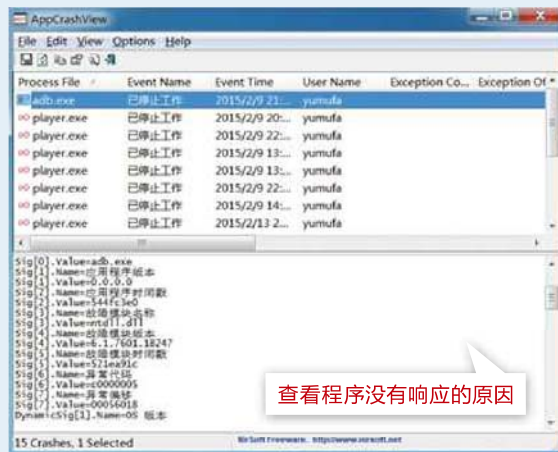 AppCrashView
File Edit View Options Help
Process File / Event Name Event Time User Name Exception Co... Exception Of
adb.exe 已停止工作 2015/2/9 21:... yumufa
player.exe 已停止工作 2015/2/9 20:... yumufa
player.exe 已停止工作 2015/2/9 22:... yumufa
player.exe 已停止工作 2015/2/9 13:... yumufa
player.exe 已停止工作 2015/2/9 13:... yumufa
player.exe 已停止工作 2015/2/9 22:... yumufa
player.exe 已停止工作 2015/2/9 14:... yumufa
player.exe 已停止工作 2015/2/13 2... yumufa
Sig[0].Value=adb.exe
Sig[1].Name=应用程序版本
Sig[1].Value=0.0.0.0
Sig[2].Name=应用程序时间戳
Sig[2].Value=544fc3e0
Sig[3].Name=故障模块名称
Sig[3].Value=ntdll.dll
Sig[4].Name=故障模块版本
Sig[4].Value=6.1.7601.18247
Sig[5].Name=故障模块时间戳
Sig[5].Value=521ea91c
Sig[6].Name=异常代码
Sig[6].Value=c0000005
Sig[7].Name=异常偏移
Sig[7].Value=00056018
DynamicSig[1].Name=OS 版本
查看程序没有响应的原因
15 Crashes, 1 Selected NirSoft Freeware. http://www.nirsoft.net